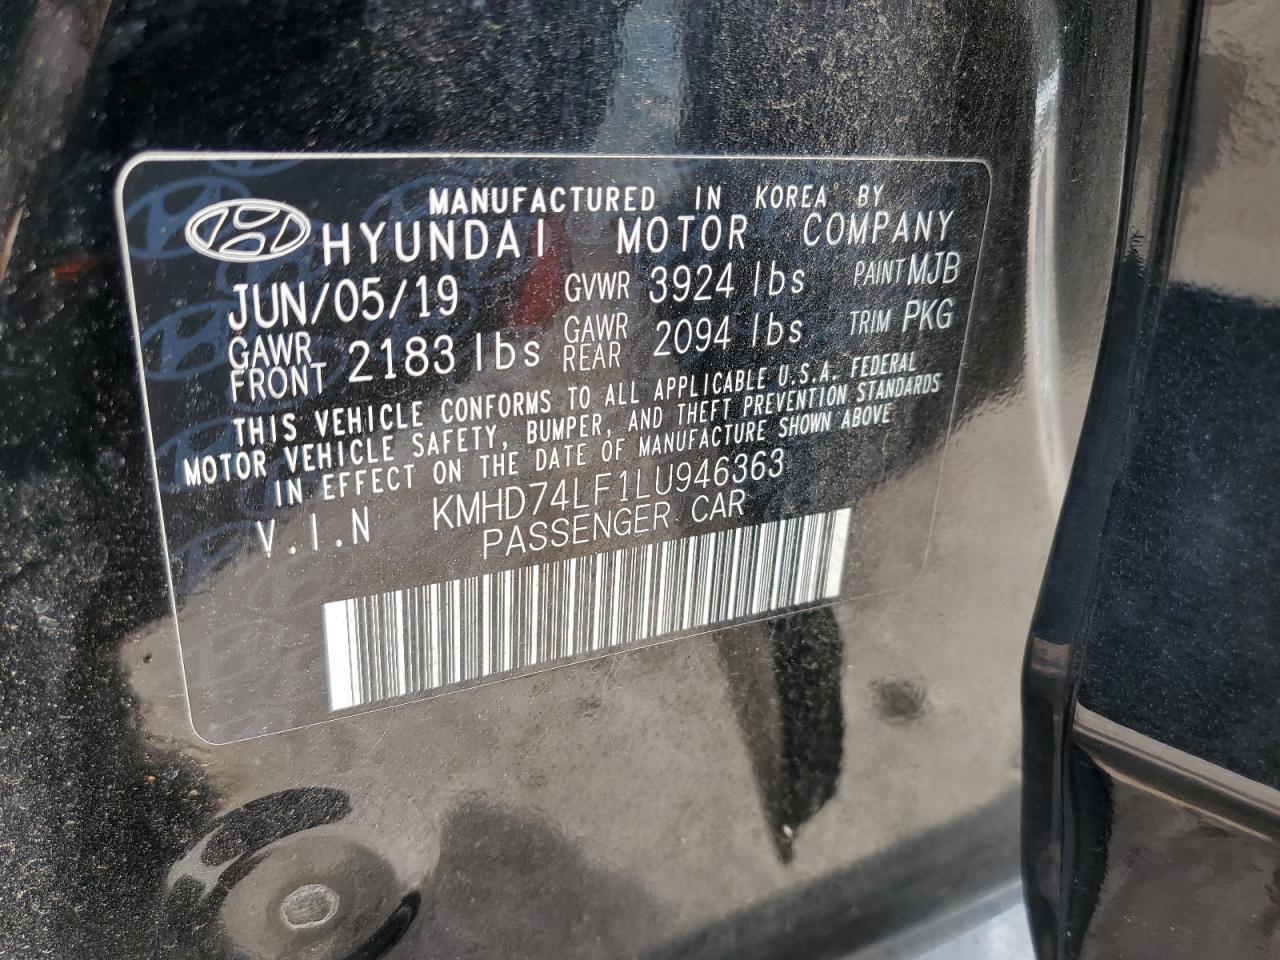 MANUFACTURED IN KOREA BY
HYUNDAI MOTOR COMPANY
JUN/05/19 GVWR 3924 lbs PAINT MJB
GAWR FRONT 2183 lbs GAWR REAR 2094 lbs TRIM PKG
THIS VEHICLE CONFORMS TO ALL APPLICABLE U.S.A. FEDERAL
MOTOR VEHICLE SAFETY, BUMPER, AND THEFT PREVENTION STANDARDS
IN EFFECT ON THE DATE OF MANUFACTURE SHOWN ABOVE
V.I.N KMHD74LF1LU946363
PASSENGER CAR